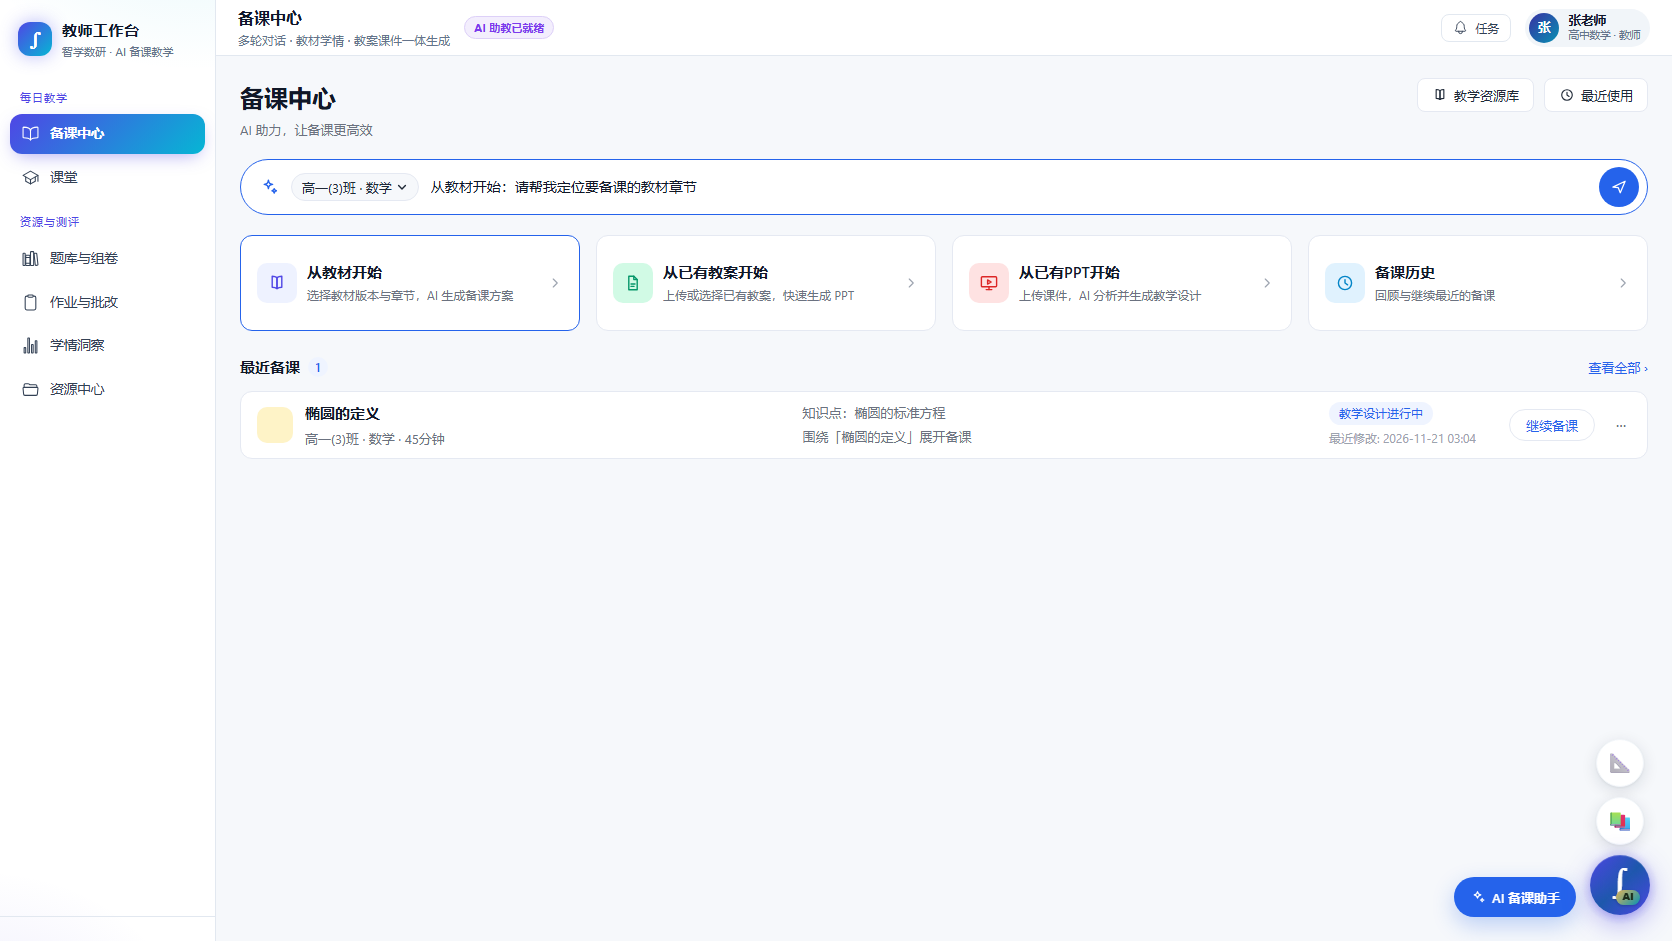 教师工作台
智学数研 · AI 备课教学
每日教学
备课中心
课堂
资源与测评
题库与组卷
作业与批改
学情洞察
资源中心
备课中心
多轮对话 · 教材学情 · 教案课件一体生成
AI 助教已就绪
任务
张
张老师
高中数学 · 教师
备课中心
AI 助力，让备课更高效
教学资源库
最近使用
高一(3)班 · 数学
从教材开始：请帮我定位要备课的教材章节
从教材开始
选择教材版本与章节，AI 生成备课方案
从已有教案开始
上传或选择已有教案，快速生成 PPT
从已有PPT开始
上传课件，AI 分析并生成教学设计
备课历史
回顾与继续最近的备课
最近备课 1
查看全部 ›
椭圆的定义
高一(3)班 · 数学 · 45分钟
知识点：椭圆的标准方程
围绕「椭圆的定义」展开备课
教学设计进行中
最近修改: 2026-11-21 03:04
继续备课
···
AI 备课助手
∫
AI